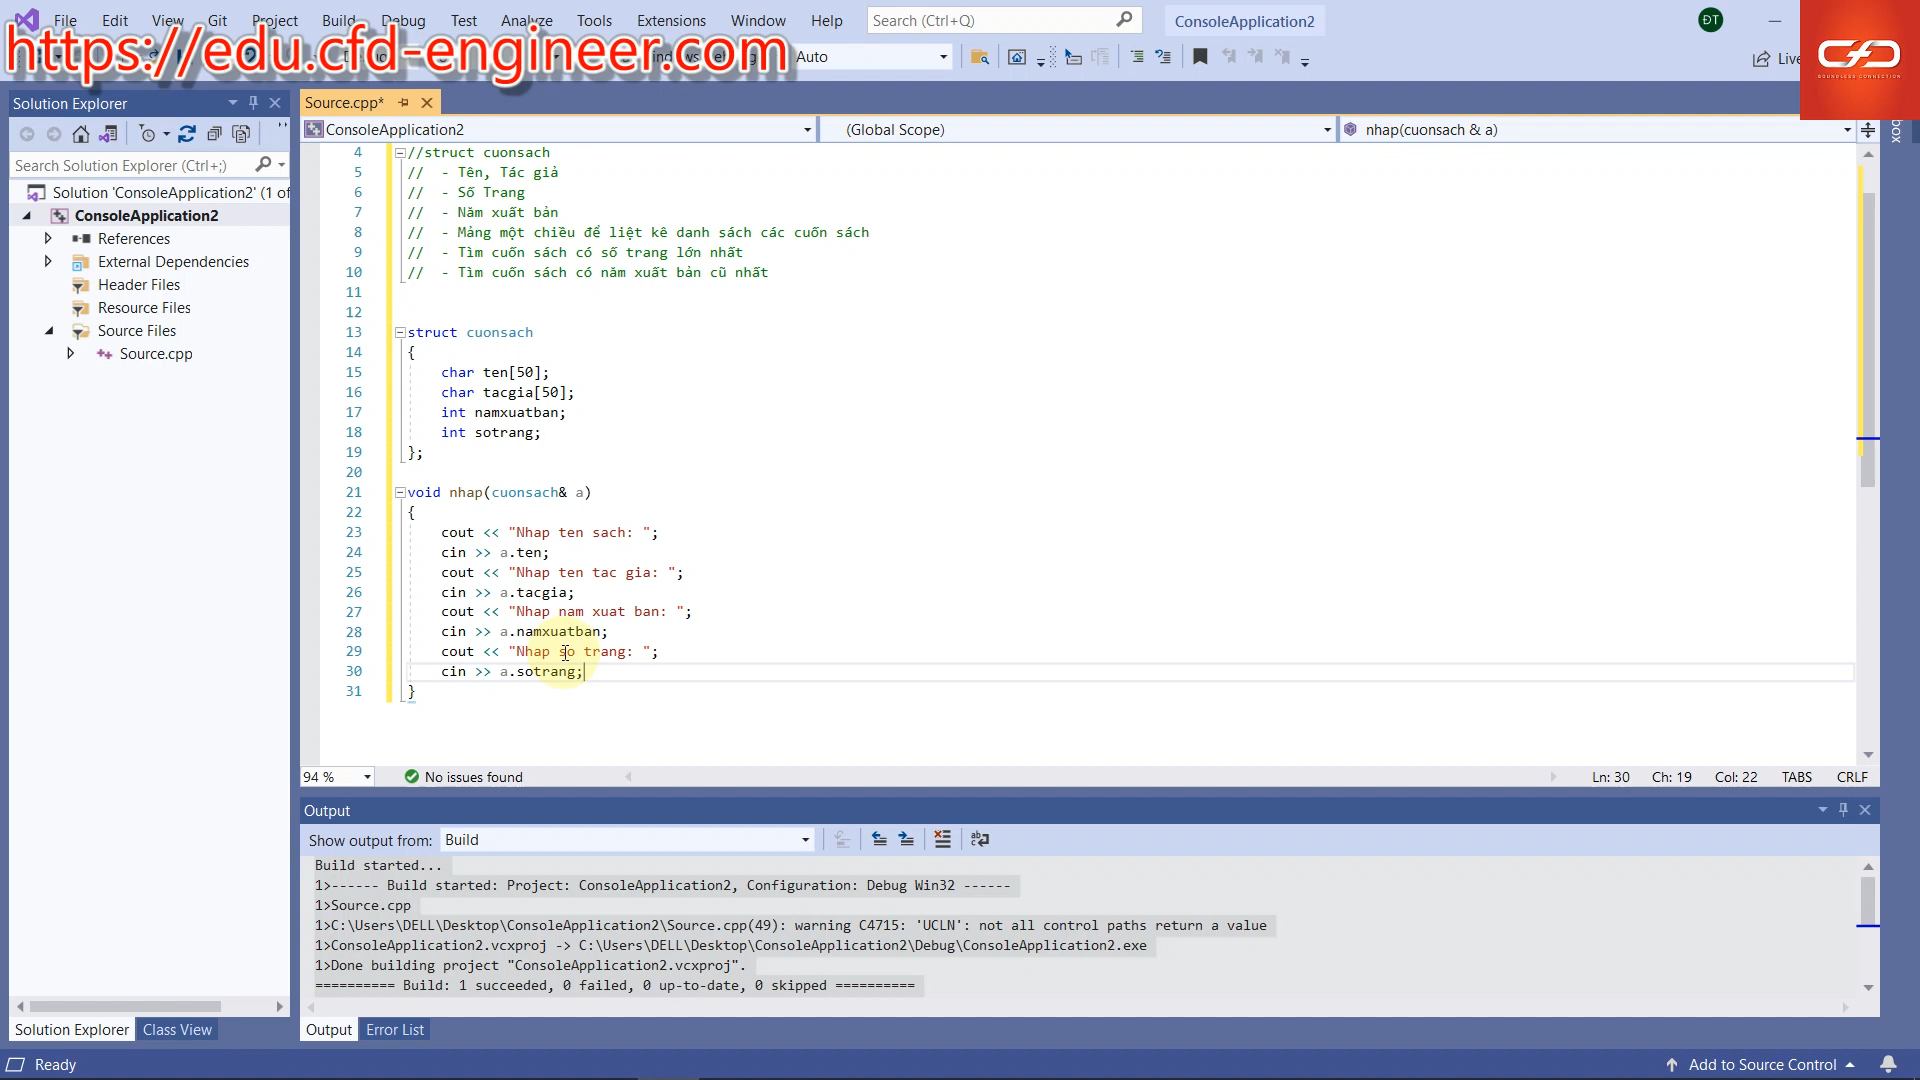 File Edit View Git Project Build Debug Test Analyze Tools Extensions Window Help Search (Ctrl+Q) ConsoleApplication2 ĐT
https://edu.cfd-engineer.com
Auto
Live
BOUNDLESS CONNECTION
Solution Explorer
Source.cpp*
ConsoleApplication2 (Global Scope) nhap(cuonsach & a)
Search Solution Explorer (Ctrl+;)
Solution 'ConsoleApplication2' (1 of
ConsoleApplication2
References
External Dependencies
Header Files
Resource Files
Source Files
Source.cpp
4 //struct cuonsach
5 // - Tên, Tác giả
6 // - Số Trang
7 // - Năm xuất bản
8 // - Mảng một chiều để liệt kê danh sách các cuốn sách
9 // - Tìm cuốn sách có số trang lớn nhất
10 // - Tìm cuốn sách có năm xuất bản cũ nhất
11
12
13 struct cuonsach
14 {
15 char ten[50];
16 char tacgia[50];
17 int namxuatban;
18 int sotrang;
19 };
20
21 void nhap(cuonsach& a)
22 {
23 cout << "Nhap ten sach: ";
24 cin >> a.ten;
25 cout << "Nhap ten tac gia: ";
26 cin >> a.tacgia;
27 cout << "Nhap nam xuat ban: ";
28 cin >> a.namxuatban;
29 cout << "Nhap so trang: ";
30 cin >> a.sotrang;
31 }
94 % No issues found Ln: 30 Ch: 19 Col: 22 TABS CRLF
Output
Show output from: Build
Build started...
1>------ Build started: Project: ConsoleApplication2, Configuration: Debug Win32 ------
1>Source.cpp
1>C:\Users\DELL\Desktop\ConsoleApplication2\Source.cpp(49): warning C4715: 'UCLN': not all control paths return a value
1>ConsoleApplication2.vcxproj -> C:\Users\DELL\Desktop\ConsoleApplication2\Debug\ConsoleApplication2.exe
1>Done building project "ConsoleApplication2.vcxproj".
========== Build: 1 succeeded, 0 failed, 0 up-to-date, 0 skipped ==========
Solution Explorer Class View Output Error List
Ready Add to Source Control